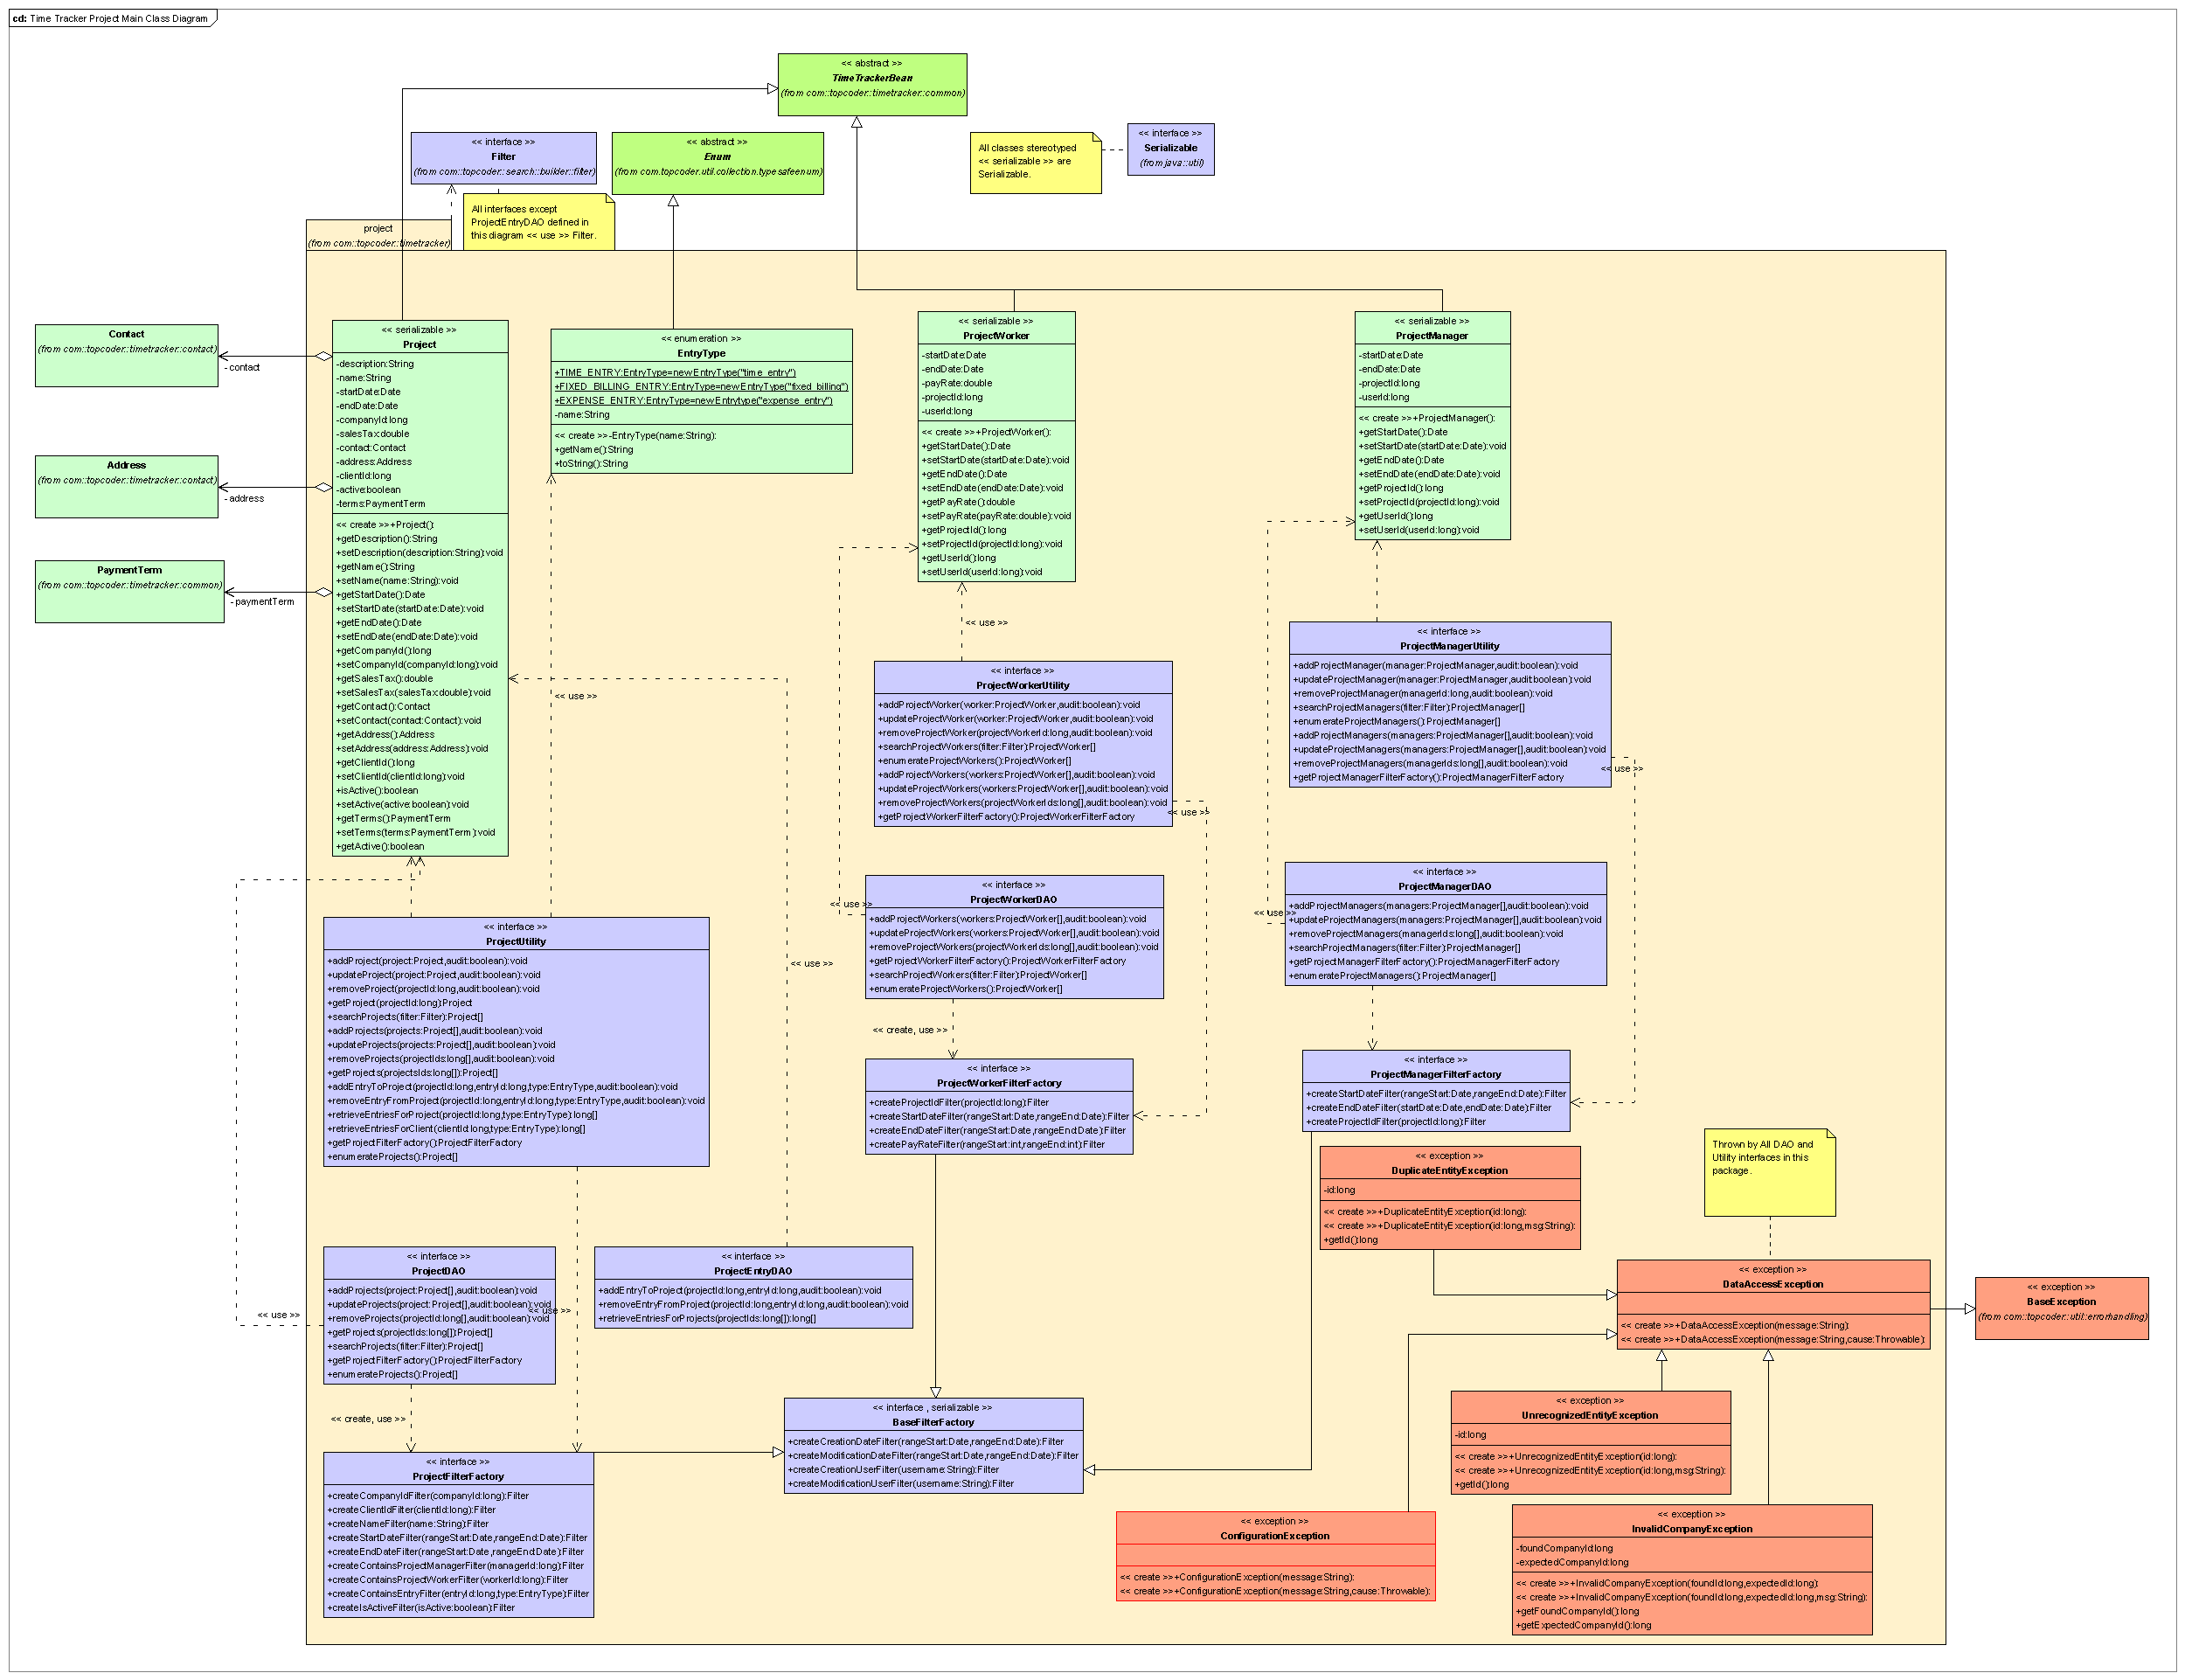 cd: Time Tracker Project Main Class Diagram
<< abstract >>
TimeTrackerBean
(from com::topcoder::timetracker::common)
<< interface >>
Filter
(from com::topcoder::search::builder::filter)
<< abstract >>
Enum
(from com.topcoder.util.collection.typesafeenum)
All classes stereotyped
<< serializable >> are
Serializable.
<< interface >>
Serializable
(from java::util)
All interfaces except
ProjectEntryDAO defined in
this diagram << use >> Filter.
project
(from com::topcoder::timetracker)
Contact
(from com::topcoder::timetracker::contact)
- contact
Address
(from com::topcoder::timetracker::contact)
- address
PaymentTerm
(from com::topcoder::timetracker::common)
- paymentTerm
<< serializable >>
Project
-description:String
-name:String
-startDate:Date
-endDate:Date
-companyId:long
-salesTax:double
-contact:Contact
-address:Address
-clientId:long
-active:boolean
-terms:PaymentTerm
<< create >>+Project():
+getDescription():String
+setDescription(description:String):void
+getName():String
+setName(name:String):void
+getStartDate():Date
+setStartDate(startDate:Date):void
+getEndDate():Date
+setEndDate(endDate:Date):void
+getCompanyId():long
+setCompanyId(companyId:long):void
+getSalesTax():double
+setSalesTax(salesTax:double):void
+getContact():Contact
+setContact(contact:Contact):void
+getAddress():Address
+setAddress(address:Address):void
+getClientId():long
+setClientId(clientId:long):void
+isActive():boolean
+setActive(active:boolean):void
+getTerms():PaymentTerm
+setTerms(terms:PaymentTerm):void
+getActive():boolean
<< enumeration >>
EntryType
+TIME_ENTRY:EntryType=new EntryType("time_entry")
+FIXED_BILLING_ENTRY:EntryType=new EntryType("fixed_billing")
+EXPENSE_ENTRY:EntryType=new Entrytype("expense_entry")
-name:String
<< create >>-EntryType(name:String):
+getName():String
+toString():String
<< serializable >>
ProjectWorker
-startDate:Date
-endDate:Date
-payRate:double
-projectId:long
-userId:long
<< create >>+ProjectWorker():
+getStartDate():Date
+setStartDate(startDate:Date):void
+getEndDate():Date
+setEndDate(endDate:Date):void
+getPayRate():double
+setPayRate(payRate:double):void
+getProjectId():long
+setProjectId(projectId:long):void
+getUserId():long
+setUserId(userId:long):void
<< serializable >>
ProjectManager
-startDate:Date
-endDate:Date
-projectId:long
-userId:long
<< create >>+ProjectManager():
+getStartDate():Date
+setStartDate(startDate:Date):void
+getEndDate():Date
+setEndDate(endDate:Date):void
+getProjectId():long
+setProjectId(projectId:long):void
+getUserId():long
+setUserId(userId:long):void
<< use >>
<< use >>
<< interface >>
ProjectWorkerUtility
+addProjectWorker(worker:ProjectWorker,audit:boolean):void
+updateProjectWorker(worker:ProjectWorker,audit:boolean):void
+removeProjectWorker(projectWorkerId:long,audit:boolean):void
+searchProjectWorkers(filter:Filter):ProjectWorker[]
+enumerateProjectWorkers():ProjectWorker[]
+addProjectWorkers(workers:ProjectWorker[],audit:boolean):void
+updateProjectWorkers(workers:ProjectWorker[],audit:boolean):void
+removeProjectWorkers(projectWorkerIds:long[],audit:boolean):void
+getProjectWorkerFilterFactory():ProjectWorkerFilterFactory
<< use >>
<< interface >>
ProjectManagerUtility
+addProjectManager(manager:ProjectManager,audit:boolean):void
+updateProjectManager(manager:ProjectManager,audit:boolean):void
+removeProjectManager(managerId:long,audit:boolean):void
+searchProjectManagers(filter:Filter):ProjectManager[]
+enumerateProjectManagers():ProjectManager[]
+addProjectManagers(managers:ProjectManager[],audit:boolean):void
+updateProjectManagers(managers:ProjectManager[],audit:boolean):void
+removeProjectManagers(managerIds:long[],audit:boolean):void
+getProjectManagerFilterFactory():ProjectManagerFilterFactory
<< use >>
<< use >>
<< interface >>
ProjectWorkerDAO
+addProjectWorkers(workers:ProjectWorker[],audit:boolean):void
+updateProjectWorkers(workers:ProjectWorker[],audit:boolean):void
+removeProjectWorkers(projectWorkerIds:long[],audit:boolean):void
+getProjectWorkerFilterFactory():ProjectWorkerFilterFactory
+searchProjectWorkers(filter:Filter):ProjectWorker[]
+enumerateProjectWorkers():ProjectWorker[]
<< use >>
<< interface >>
ProjectManagerDAO
+addProjectManagers(managers:ProjectManager[],audit:boolean):void
+updateProjectManagers(managers:ProjectManager[],audit:boolean):void
+removeProjectManagers(managerIds:long[],audit:boolean):void
+searchProjectManagers(filter:Filter):ProjectManager[]
+getProjectManagerFilterFactory():ProjectManagerFilterFactory
+enumerateProjectManagers():ProjectManager[]
<< interface >>
ProjectUtility
+addProject(project:Project,audit:boolean):void
+updateProject(project:Project,audit:boolean):void
+removeProject(projectId:long,audit:boolean):void
+getProject(projectId:long):Project
+searchProjects(filter:Filter):Project[]
+addProjects(projects:Project[],audit:boolean):void
+updateProjects(projects:Project[],audit:boolean):void
+removeProjects(projectIds:long[],audit:boolean):void
+getProjects(projectsIds:long[]):Project[]
+addEntryToProject(projectId:long,entryId:long,type:EntryType,audit:boolean):void
+removeEntryFromProject(projectId:long,entryId:long,type:EntryType,audit:boolean):void
+retrieveEntriesForProject(projectId:long,type:EntryType):long[]
+retrieveEntriesForClient(clientId:long,type:EntryType):long[]
+getProjectFilterFactory():ProjectFilterFactory
+enumerateProjects():Project[]
<< use >>
<< create, use >>
<< interface >>
ProjectWorkerFilterFactory
+createProjectIdFilter(projectId:long):Filter
+createStartDateFilter(rangeStart:Date,rangeEnd:Date):Filter
+createEndDateFilter(rangeStart:Date,rangeEnd:Date):Filter
+createPayRateFilter(rangeStart:int,rangeEnd:int):Filter
<< interface >>
ProjectManagerFilterFactory
+createStartDateFilter(rangeStart:Date,rangeEnd:Date):Filter
+createEndDateFilter(startDate:Date,endDate:Date):Filter
+createProjectIdFilter(projectId:long):Filter
<< exception >>
DuplicateEntityException
-id:long
<< create >>+DuplicateEntityException(id:long):
<< create >>+DuplicateEntityException(id:long,msg:String):
+getId():long
Thrown by All DAO and
Utility interfaces in this
package.
<< exception >>
DataAccessException
<< create >>+DataAccessException(message:String):
<< create >>+DataAccessException(message:String,cause:Throwable):
<< exception >>
BaseException
(from com::topcoder::util::errorhandling)
<< use >>
<< interface >>
ProjectDAO
+addProjects(project:Project[],audit:boolean):void
+updateProjects(project:Project[],audit:boolean):void
+removeProjects(projectId:long[],audit:boolean):void
+getProjects(projectIds:long[]):Project[]
+searchProjects(filter:Filter):Project[]
+getProjectFilterFactory():ProjectFilterFactory
+enumerateProjects():Project[]
<< use >>
<< interface >>
ProjectEntryDAO
+addEntryToProject(projectId:long,entryId:long,audit:boolean):void
+removeEntryFromProject(projectId:long,entryId:long,audit:boolean):void
+retrieveEntriesForProjects(projectIds:long[]):long[]
<< create, use >>
<< interface , serializable >>
BaseFilterFactory
+createCreationDateFilter(rangeStart:Date,rangeEnd:Date):Filter
+createModificationDateFilter(rangeStart:Date,rangeEnd:Date):Filter
+createCreationUserFilter(username:String):Filter
+createModificationUserFilter(username:String):Filter
<< exception >>
UnrecognizedEntityException
-id:long
<< create >>+UnrecognizedEntityException(id:long):
<< create >>+UnrecognizedEntityException(id:long,msg:String):
+getId():long
<< interface >>
ProjectFilterFactory
+createCompanyIdFilter(companyId:long):Filter
+createClientIdFilter(clientId:long):Filter
+createNameFilter(name:String):Filter
+createStartDateFilter(rangeStart:Date,rangeEnd:Date):Filter
+createEndDateFilter(rangeStart:Date,rangeEnd:Date):Filter
+createContainsProjectManagerFilter(managerId:long):Filter
+createContainsProjectWorkerFilter(workerId:long):Filter
+createContainsEntryFilter(entryId:long,type:EntryType):Filter
+createIsActiveFilter(isActive:boolean):Filter
<< exception >>
ConfigurationException
<< create >>+ConfigurationException(message:String):
<< create >>+ConfigurationException(message:String,cause:Throwable):
<< exception >>
InvalidCompanyException
-foundCompanyId:long
-expectedCompanyId:long
<< create >>+InvalidCompanyException(foundId:long,expectedId:long):
<< create >>+InvalidCompanyException(foundId:long,expectedId:long,msg:String):
+getFoundCompanyId():long
+getExpectedCompanyId():long